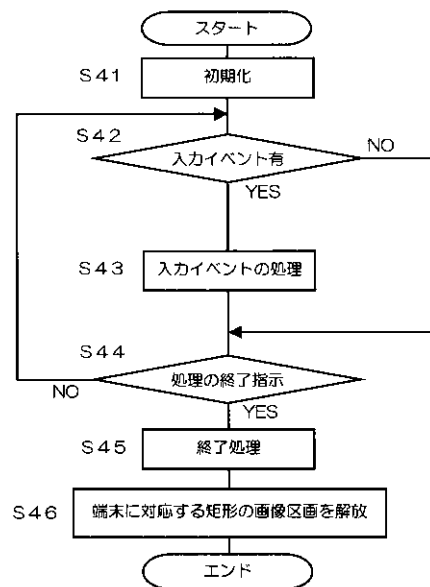 スタート
S41
初期化
S42
入力イベント有
NO
YES
S43
入力イベントの処理
S44
処理の終了指示
NO
YES
S45
終了処理
S46
端末に対応する矩形の画像区画を解放
エンド